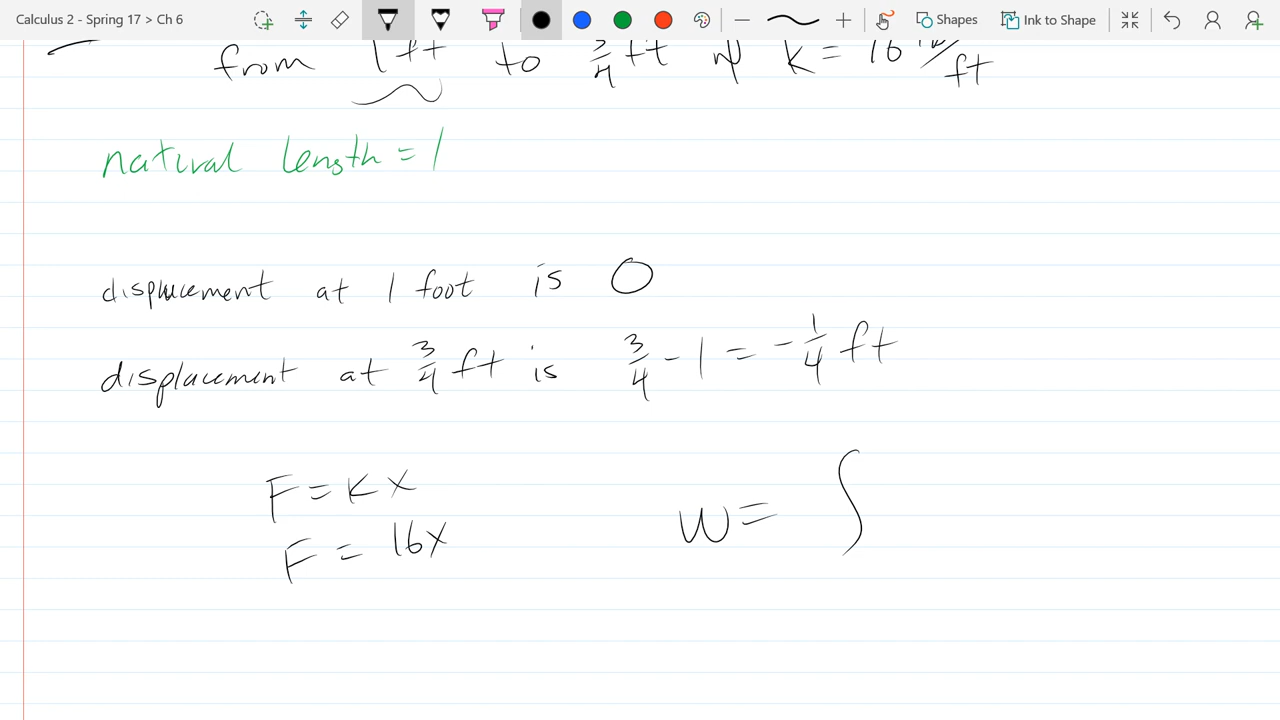 Calculus 2 - Spring 17 > Ch 6
Shapes
Ink to Shape
from 1 ft to 3/4 ft k = 16 lb/ft
natural length = 1
displacement at 1 foot is 0
displacement at 3/4 ft is 3/4 - 1 = -1/4 ft
F = kx
F = 16x
W = ∫